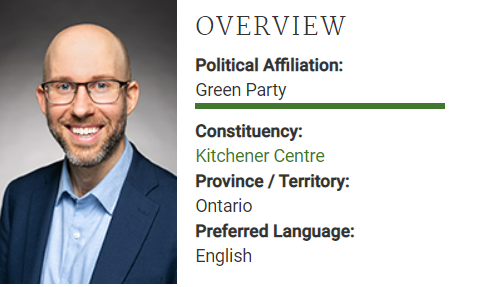 OVERVIEW
Political Affiliation:
Green Party
Constituency:
Kitchener Centre
Province / Territory:
Ontario
Preferred Language:
English